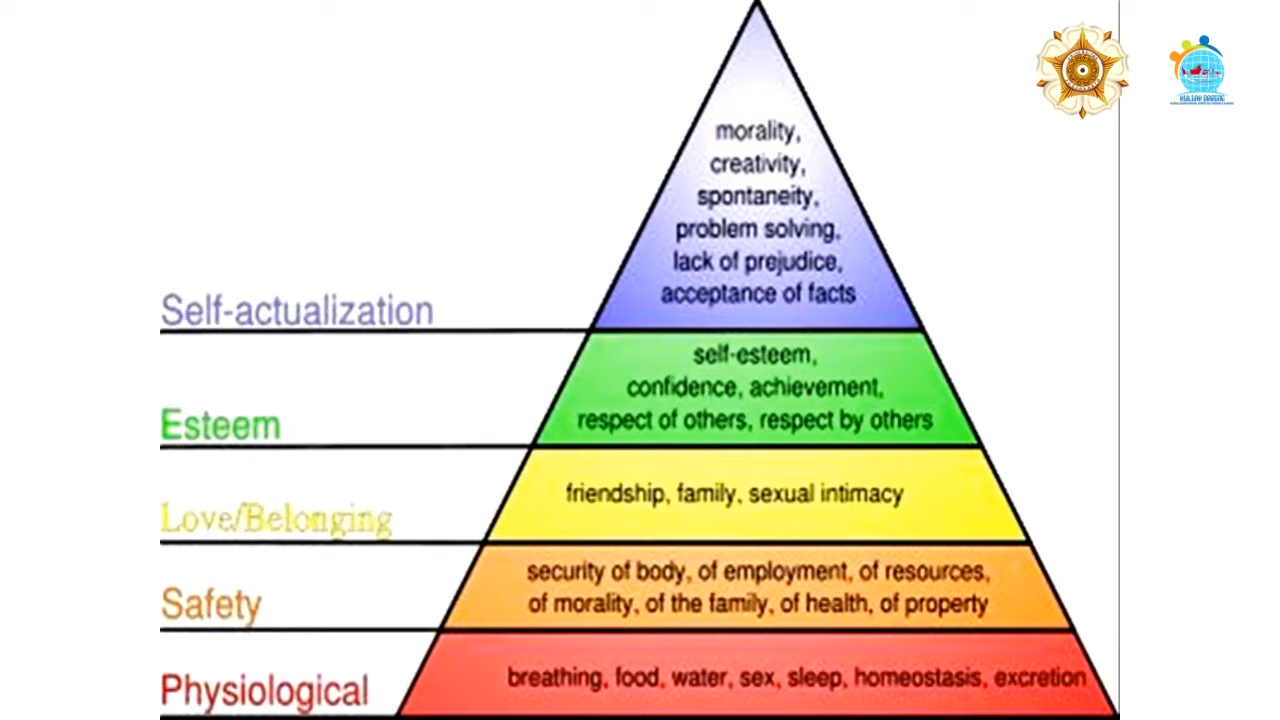 morality,
creativity,
spontaneity,
problem solving,
lack of prejudice,
acceptance of facts
Self-actualization
self-esteem,
confidence, achievement,
respect of others, respect by others
Esteem
friendship, family, sexual intimacy
Love/Belonging
security of body, of employment, of resources,
of morality, of the family, of health, of property
Safety
breathing, food, water, sex, sleep, homeostasis, excretion
Physiological
KULIAH DARING